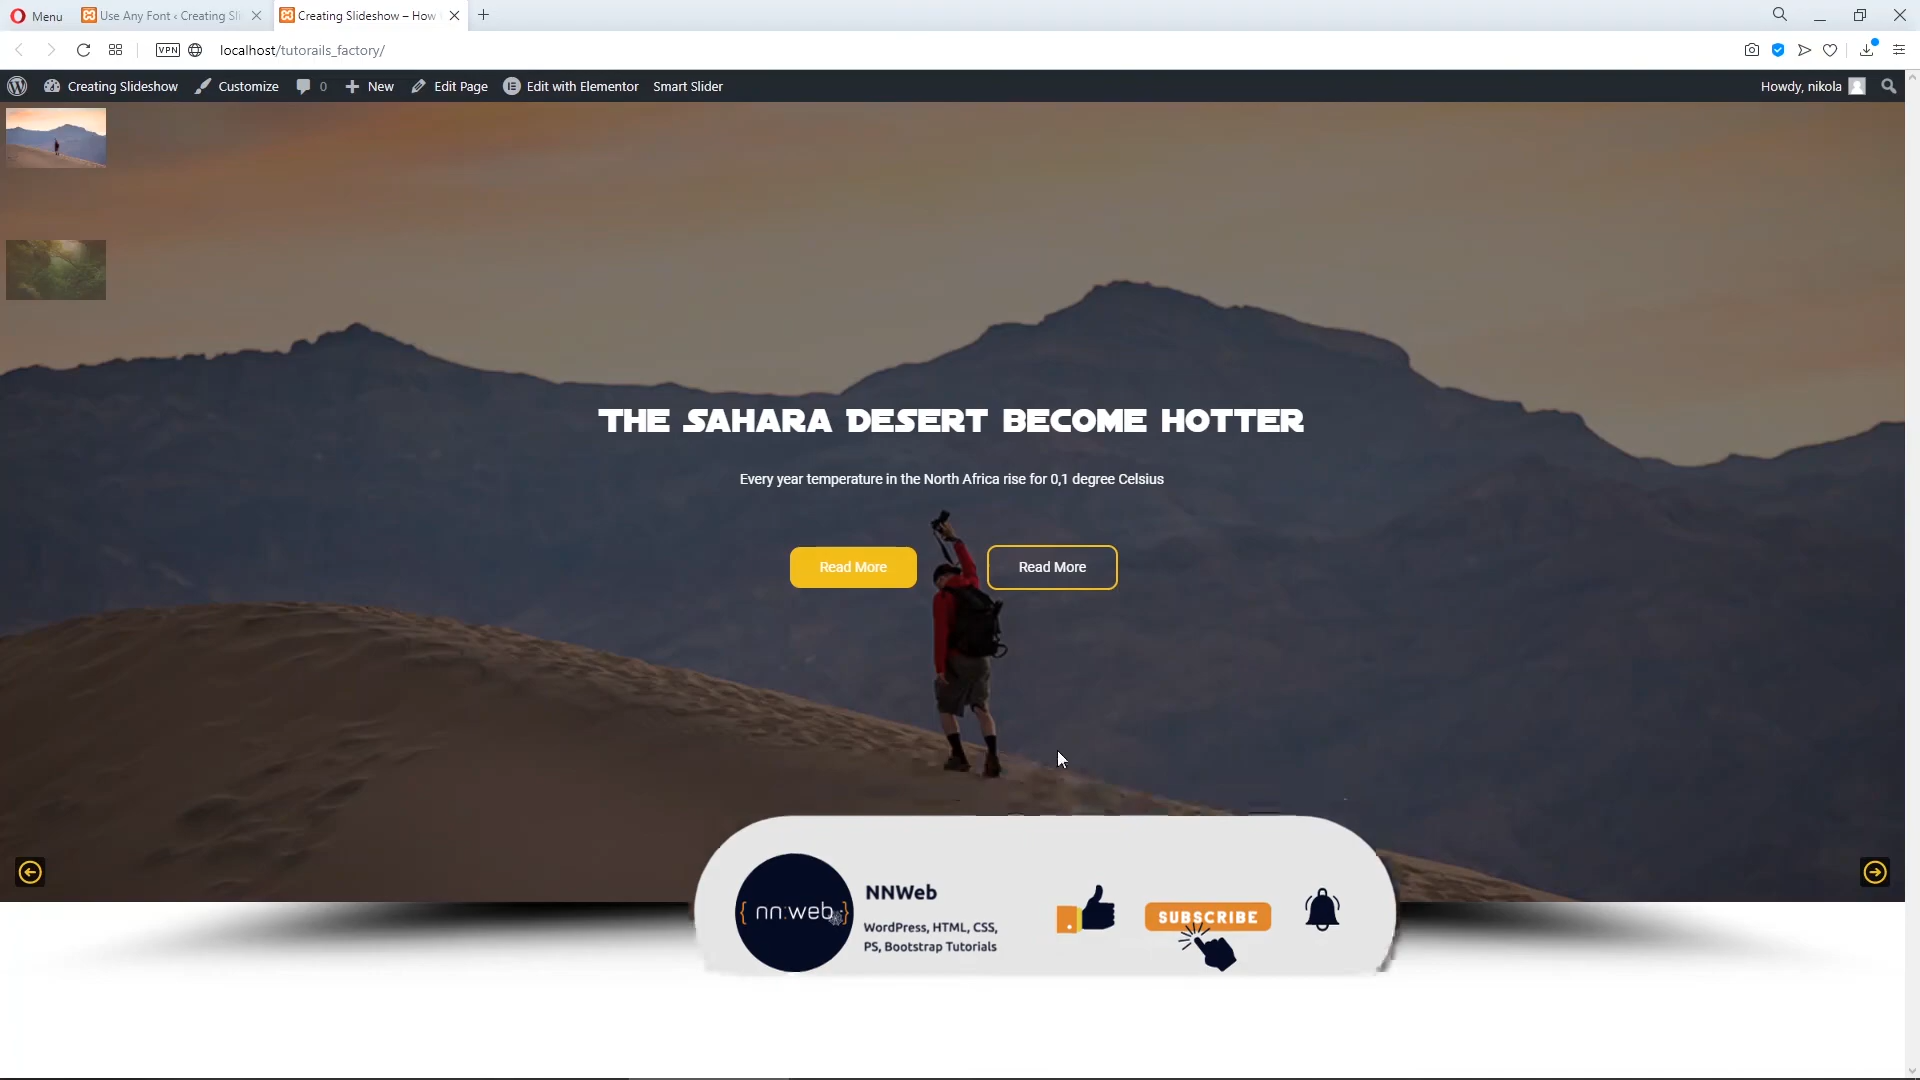 Menu
Use Any Font ‹ Creating Sli
Creating Slideshow – How
VPN
localhost/tutorails_factory/
Creating Slideshow
Customize
0
New
Edit Page
Edit with Elementor
Smart Slider
Howdy, nikola
THE SAHARA DESERT BECOME HOTTER
Every year temperature in the North Africa rise for 0,1 degree Celsius
Read More
Read More
{ nn:web }
NNWeb
WordPress, HTML, CSS,
PS, Bootstrap Tutorials
SUBSCRIBE